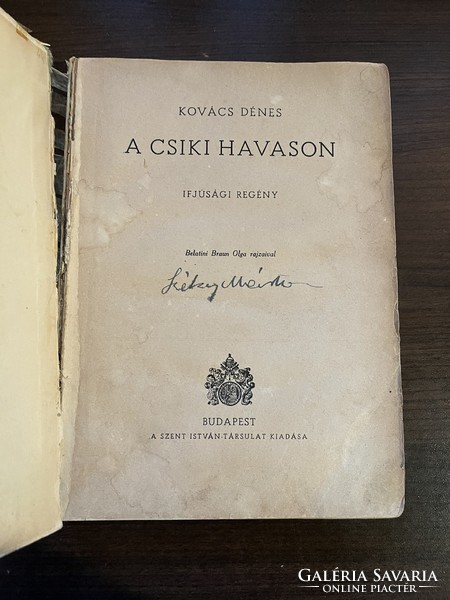 KOVÁCS DÉNES
A CSIKI HAVASON
IFJÚSÁGI REGÉNY
Belatini Braun Olga rajzaival
BUDAPEST
A SZENT ISTVÁN-TÁRSULAT KIADÁSA
GALÉRIA SAVARIA
ONLINE PIACTÉR